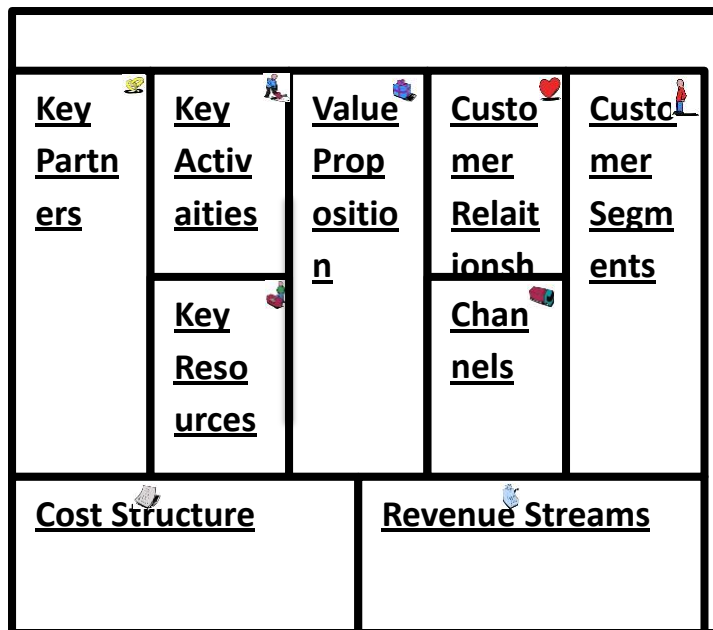 Key
Partn
ers
Key
Activ
aities
Key
Reso
urces
Value
Prop
ositio
n
Custo
mer
Relait
ionsh
Chan
nels
Custo
mer
Segm
ents
Cost Structure
Revenue Streams